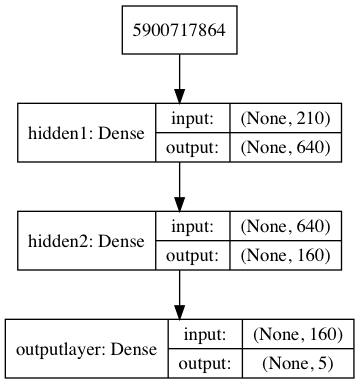 5900717864
hidden1: Dense
input: (None, 210)
output: (None, 640)
hidden2: Dense
input: (None, 640)
output: (None, 160)
outputlayer: Dense
input: (None, 160)
output: (None, 5)